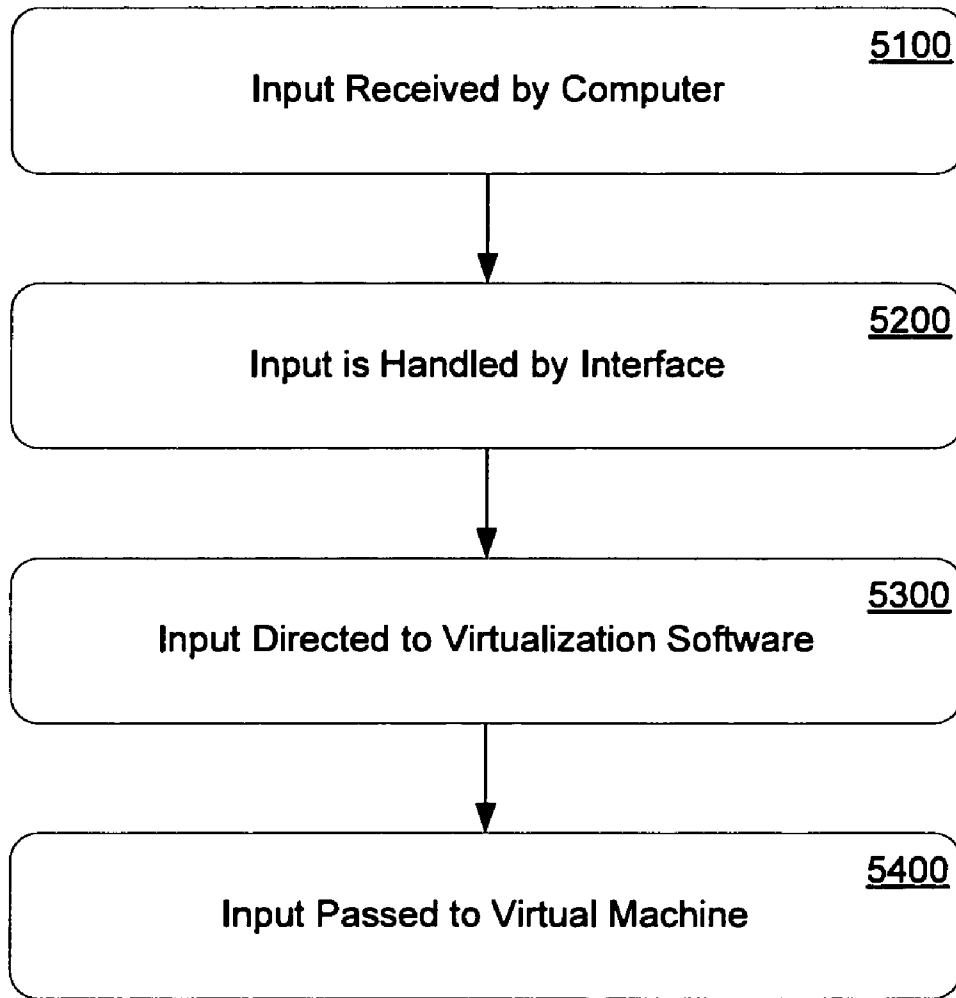 5100
Input Received by Computer
5200
Input is Handled by Interface
5300
Input Directed to Virtualization Software
5400
Input Passed to Virtual Machine